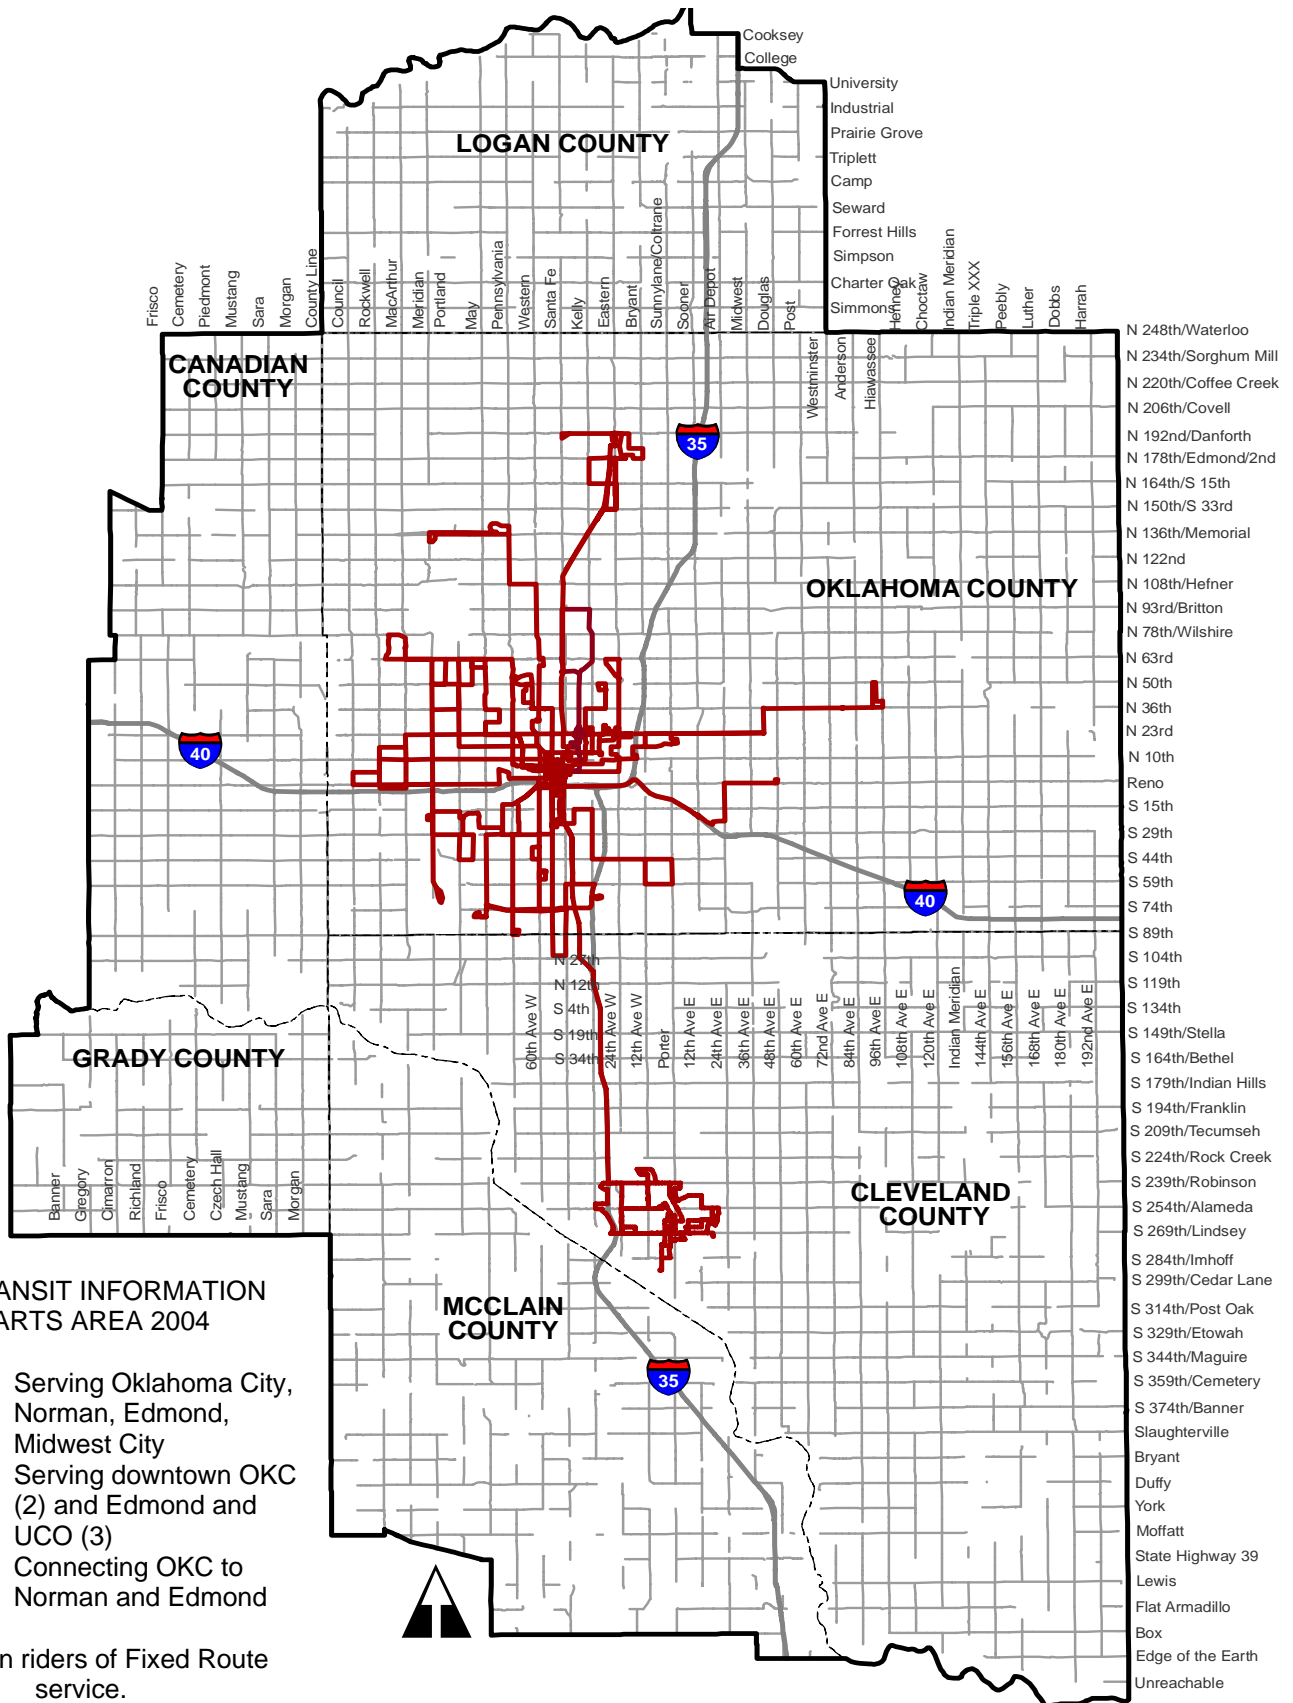 Cooksey
College
University
Industrial
Prairie Grove
Triplett
Camp
Seward
Forrest Hills
Simpson
Charter Oak
Simmons
LOGAN COUNTY
Frisco
Cemetery
Piedmont
Mustang
Sara
Morgan
County Line
Council
Rockwell
MacArthur
Meridian
Portland
May
Pennsylvania
Western
Santa Fe
Kelly
Eastern
Bryant
Sunnylane/Coltrane
Sooner
Air Depot
Midwest
Douglas
Post
Westminster
Anderson
Hiawassee
Henney
Choctaw
Indian Meridian
Triple XXX
Peebly
Luther
Dobbs
Harrah
CANADIAN
COUNTY
35
OKLAHOMA COUNTY
40
40
N 248th/Waterloo
N 234th/Sorghum Mill
N 220th/Coffee Creek
N 206th/Covell
N 192nd/Danforth
N 178th/Edmond/2nd
N 164th/S 15th
N 150th/S 33rd
N 136th/Memorial
N 122nd
N 108th/Hefner
N 93rd/Britton
N 78th/Wilshire
N 63rd
N 50th
N 36th
N 23rd
N 10th
Reno
S 15th
S 29th
S 44th
S 59th
S 74th
S 89th
S 104th
S 119th
S 134th
S 149th/Stella
S 164th/Bethel
S 179th/Indian Hills
S 194th/Franklin
S 209th/Tecumseh
S 224th/Rock Creek
S 239th/Robinson
S 254th/Alameda
S 269th/Lindsey
S 284th/Imhoff
S 299th/Cedar Lane
S 314th/Post Oak
S 329th/Etowah
S 344th/Maguire
S 359th/Cemetery
S 374th/Banner
Slaughterville
Bryant
Duffy
York
Moffatt
State Highway 39
Lewis
Flat Armadillo
Box
Edge of the Earth
Unreachable
N 27th
N 12th
S 4th
S 19th
S 34th
60th Ave W
24th Ave W
12th Ave W
Porter
12th Ave E
24th Ave E
36th Ave E
48th Ave E
60th Ave E
72nd Ave E
84th Ave E
96th Ave E
108th Ave E
120th Ave E
Indian Meridian
144th Ave E
156th Ave E
168th Ave E
180th Ave E
192nd Ave E
GRADY COUNTY
Banner
Gregory
Cimarron
Richland
Frisco
Cemetery
Czech Hall
Mustang
Sara
Morgan
CLEVELAND
COUNTY
MCCLAIN
COUNTY
35
ANSIT INFORMATION
ARTS AREA 2004
Serving Oklahoma City,
Norman, Edmond,
Midwest City
Serving downtown OKC
(2) and Edmond and
UCO (3)
Connecting OKC to
Norman and Edmond
n riders of Fixed Route
service.